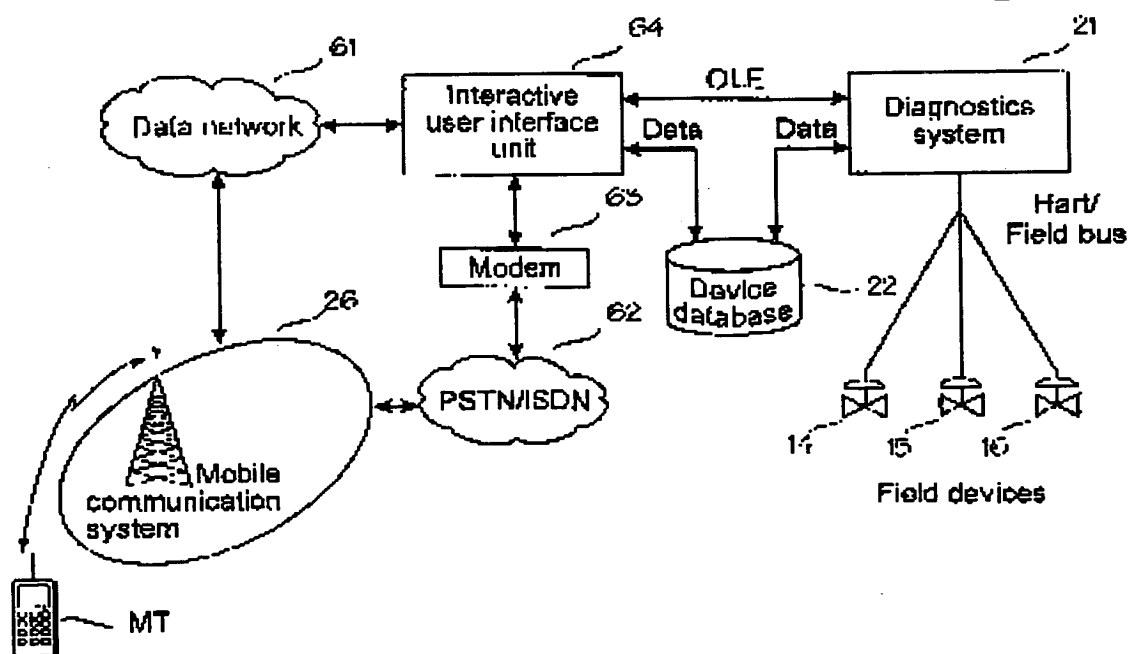 61
64
21
Data network
Interactive
user interface
unit
OLE
Data
Data
Diagnostics
system
63
Modem
Hart/
Field bus
Device
database
22
26
62
PSTN/ISDN
14
15
16
Field devices
Mobile
communication
system
MT